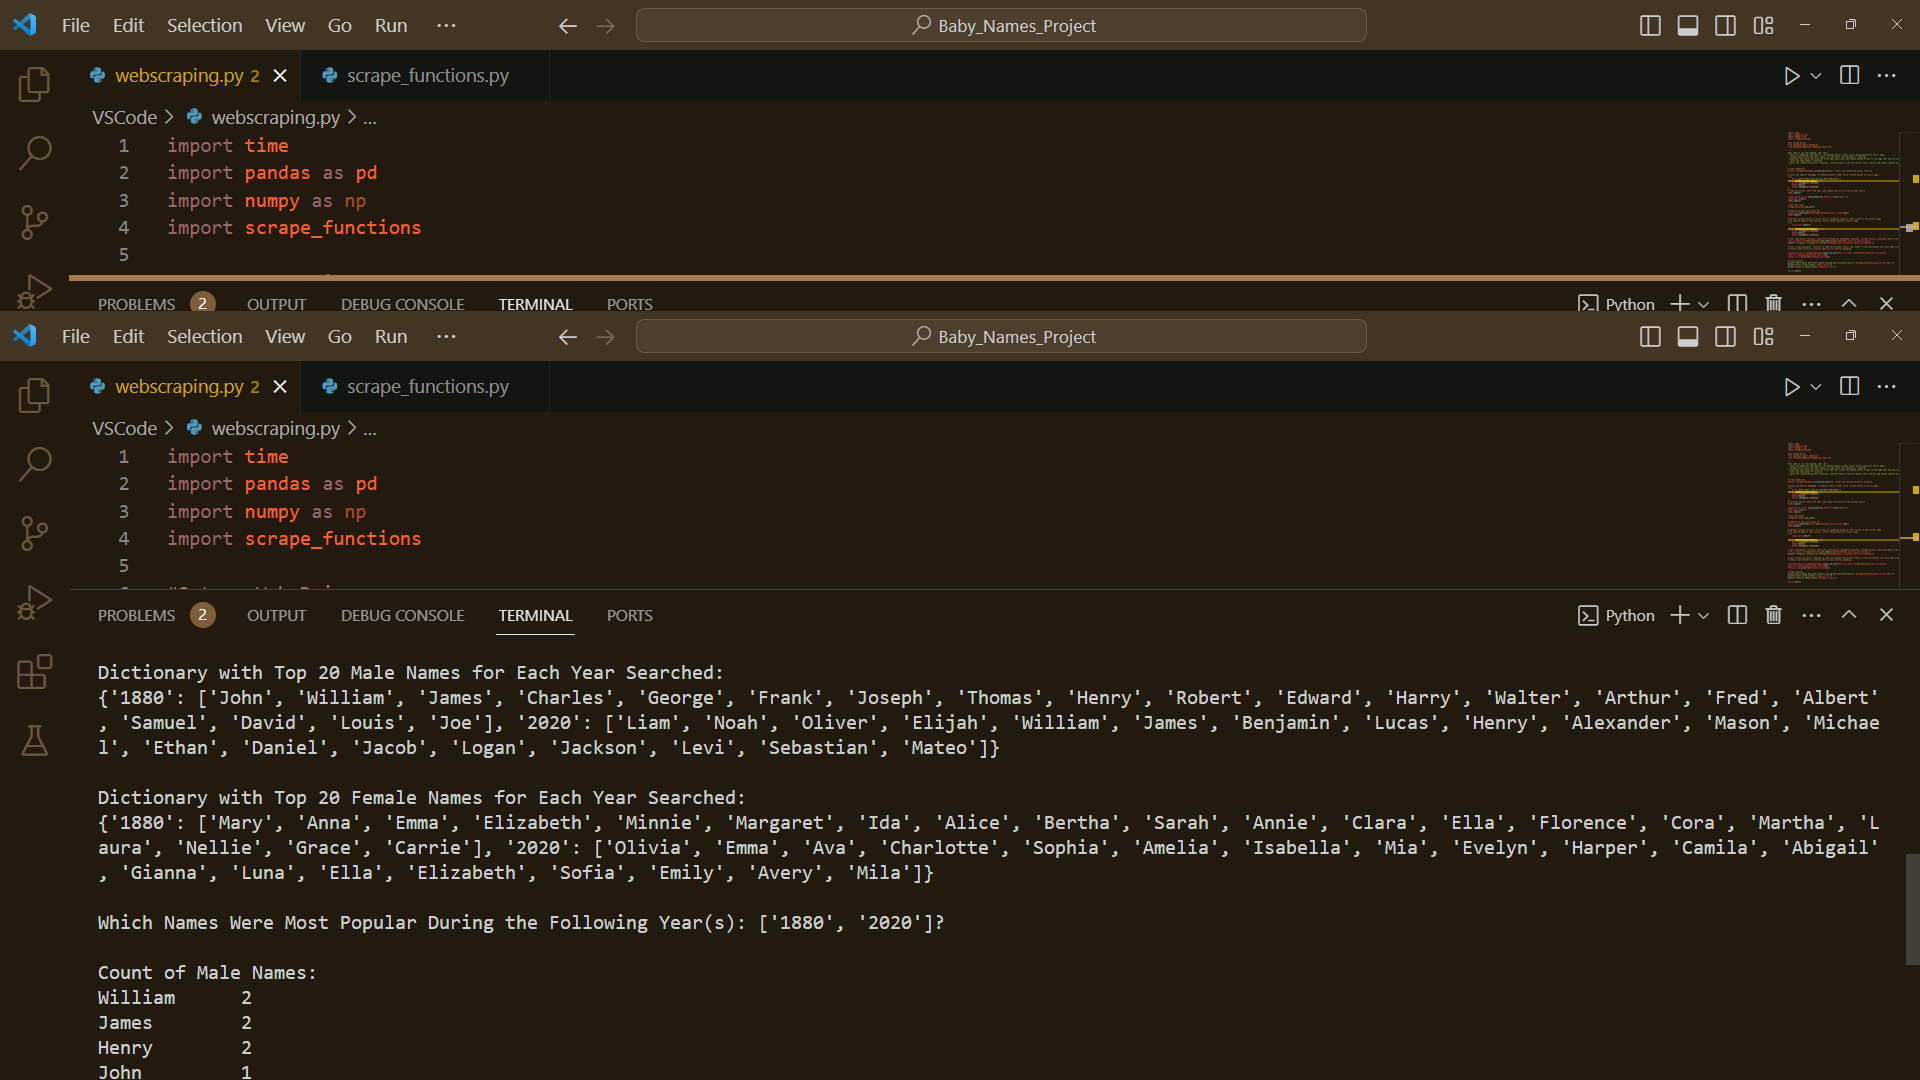 File Edit Selection View Go Run ··· Baby_Names_Project
webscraping.py 2 scrape_functions.py
VSCode > webscraping.py > ...
1 import time
2 import pandas as pd
3 import numpy as np
4 import scrape_functions
5
PROBLEMS 2 OUTPUT DEBUG CONSOLE TERMINAL PORTS Python
File Edit Selection View Go Run ··· Baby_Names_Project
webscraping.py 2 scrape_functions.py
VSCode > webscraping.py > ...
1 import time
2 import pandas as pd
3 import numpy as np
4 import scrape_functions
5
PROBLEMS 2 OUTPUT DEBUG CONSOLE TERMINAL PORTS Python
Dictionary with Top 20 Male Names for Each Year Searched:
{'1880': ['John', 'William', 'James', 'Charles', 'George', 'Frank', 'Joseph', 'Thomas', 'Henry', 'Robert', 'Edward', 'Harry', 'Walter', 'Arthur', 'Fred', 'Albert'
, 'Samuel', 'David', 'Louis', 'Joe'], '2020': ['Liam', 'Noah', 'Oliver', 'Elijah', 'William', 'James', 'Benjamin', 'Lucas', 'Henry', 'Alexander', 'Mason', 'Michae
l', 'Ethan', 'Daniel', 'Jacob', 'Logan', 'Jackson', 'Levi', 'Sebastian', 'Mateo']}
Dictionary with Top 20 Female Names for Each Year Searched:
{'1880': ['Mary', 'Anna', 'Emma', 'Elizabeth', 'Minnie', 'Margaret', 'Ida', 'Alice', 'Bertha', 'Sarah', 'Annie', 'Clara', 'Ella', 'Florence', 'Cora', 'Martha', 'L
aura', 'Nellie', 'Grace', 'Carrie'], '2020': ['Olivia', 'Emma', 'Ava', 'Charlotte', 'Sophia', 'Amelia', 'Isabella', 'Mia', 'Evelyn', 'Harper', 'Camila', 'Abigail'
, 'Gianna', 'Luna', 'Ella', 'Elizabeth', 'Sofia', 'Emily', 'Avery', 'Mila']}
Which Names Were Most Popular During the Following Year(s): ['1880', '2020']?
Count of Male Names:
William 2
James 2
Henry 2
John 1